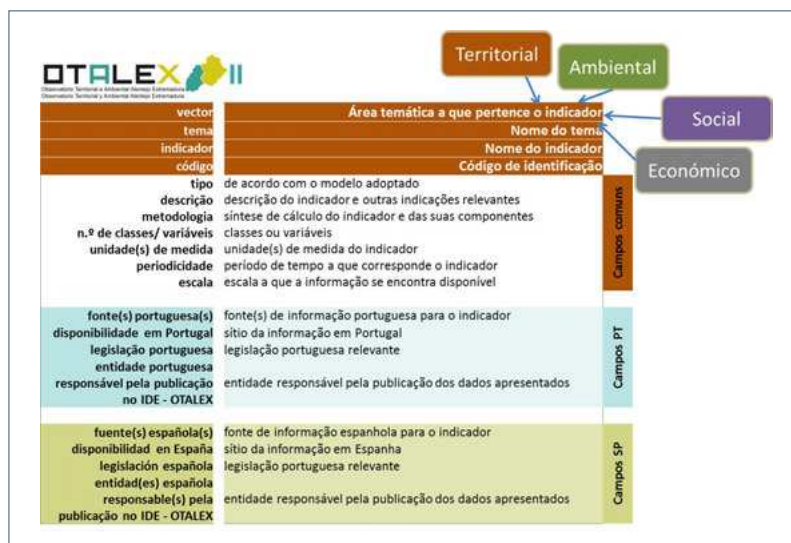 Territorial
Ambiental
Social
Económico
OTALEX II
Observatório Territorial e Ambiental Alentejo Extremadura
Observatorio Territorial y Ambiental Alentejo Extremadura
vector Área temática a que pertence o indicador
tema Nome do tema
indicador Nome do indicador
código Código de identificação
tipo de acordo com o modelo adoptado
descrição descrição do indicador e outras indicações relevantes
metodologia síntese de cálculo do indicador e das suas componentes
n.º de classes/ variáveis classes ou variáveis
unidade(s) de medida unidade(s) de medida do indicador
periodicidade período de tempo a que corresponde o indicador
escala escala a que a informação se encontra disponível
Campos comuns
fonte(s) portuguesa(s) fonte(s) de informação portuguesa para o indicador
disponibilidade em Portugal sítio da informação em Portugal
legislação portuguesa legislação portuguesa relevante
entidade portuguesa
responsável pela publicação entidade responsável pela publicação dos dados apresentados
no IDE - OTALEX
Campos PT
fuente(s) española(s) fonte de informação espanhola para o indicador
disponibilidad en España sítio da informação em Espanha
legislación española legislação portuguesa relevante
entidad(es) española
responsable(s) pela entidade responsável pela publicação dos dados apresentados
publicação no IDE - OTALEX
Campos SP